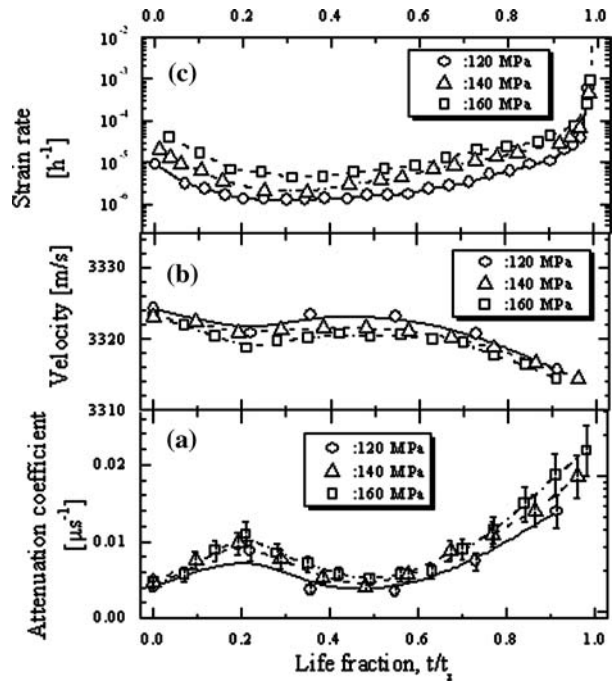 0.0 0.2 0.4 0.6 0.8 1.0
10-2
10-3
10-4
10-5
10-6
Strain rate
[h-1]
(c)
:120 MPa
:140 MPa
:160 MPa
3330
3320
3310
Velocity [m/s]
(b)
:120 MPa
:140 MPa
:160 MPa
0.02
0.01
0.00
Attenuation coefficient
[μs-1]
(a)
:120 MPa
:140 MPa
:160 MPa
0.0 0.2 0.4 0.6 0.8 1.0
Life fraction, t/tr